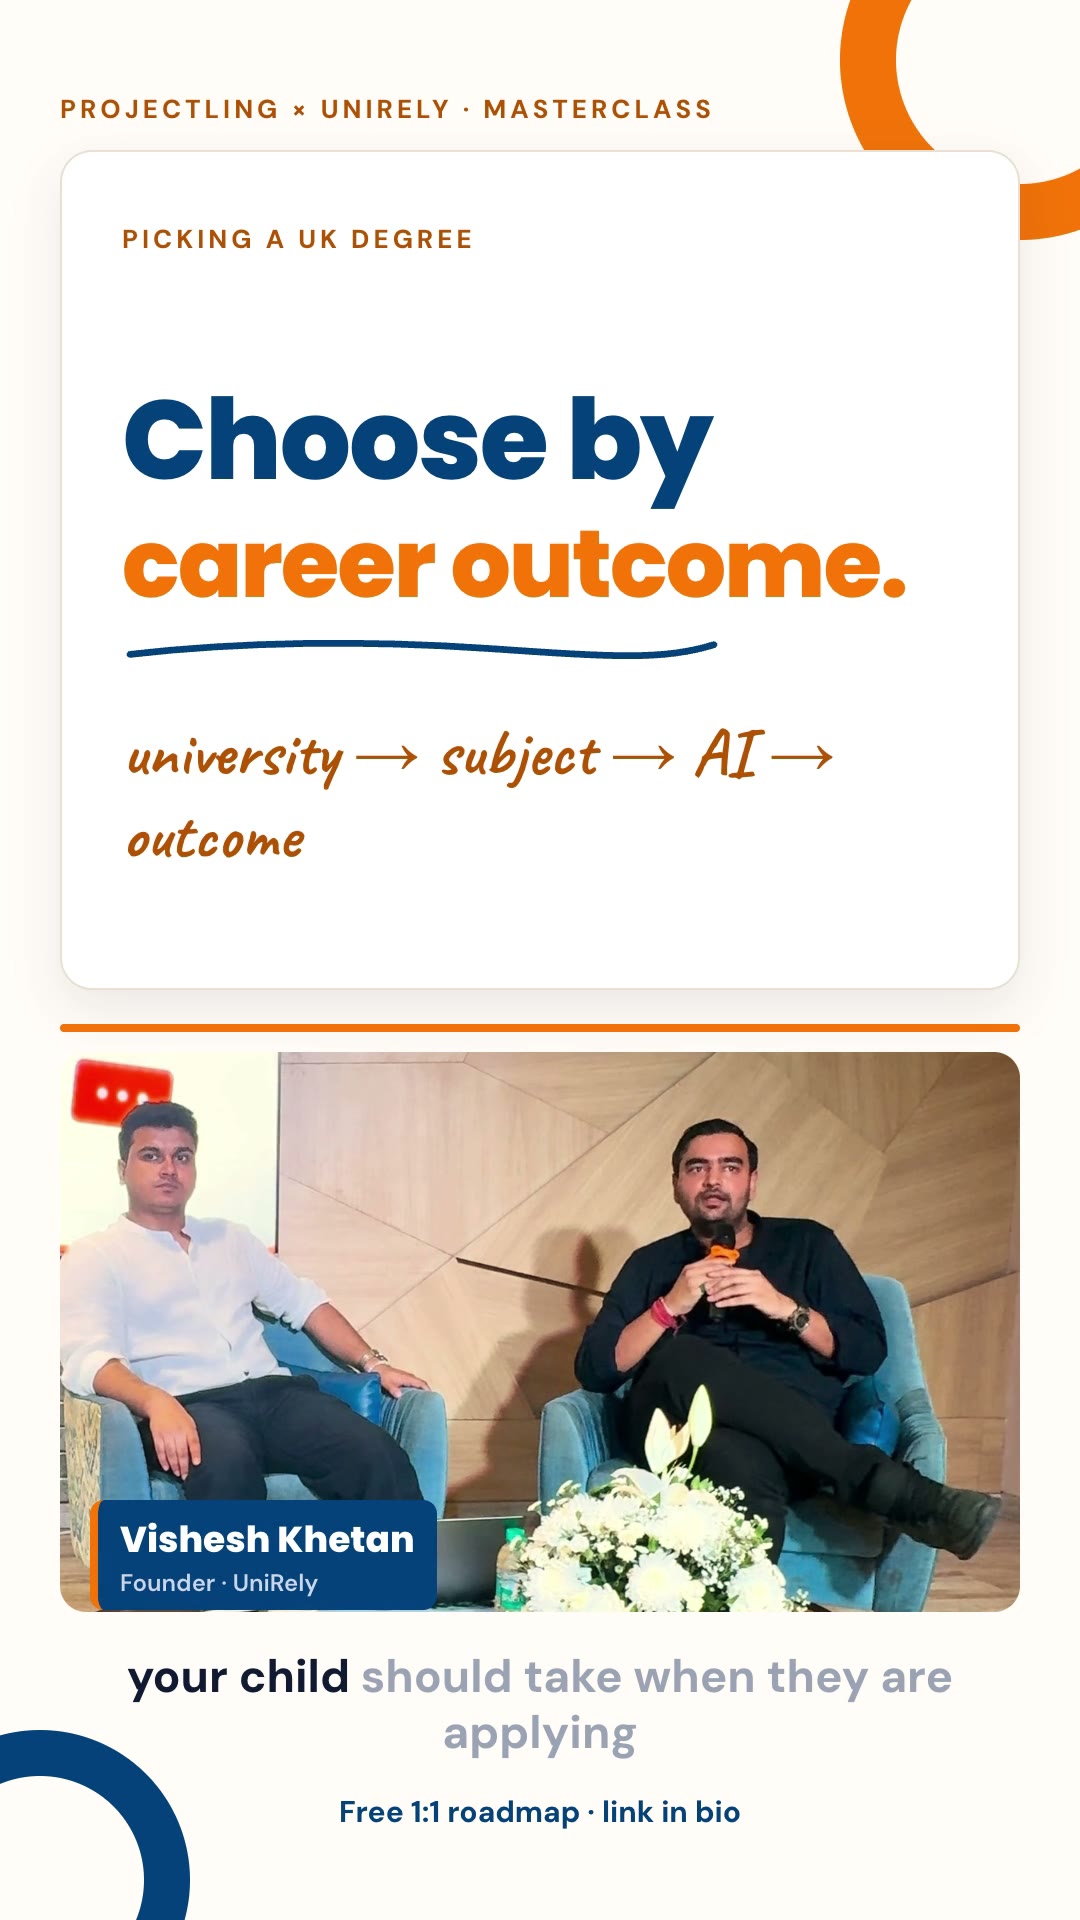 PROJECTLING × UNIRELY · MASTERCLASS
PICKING A UK DEGREE
Choose by
career outcome.
university → subject → AI →
outcome
Vishesh Khetan
Founder · UniRely
your child should take when they are
applying
Free 1:1 roadmap · link in bio